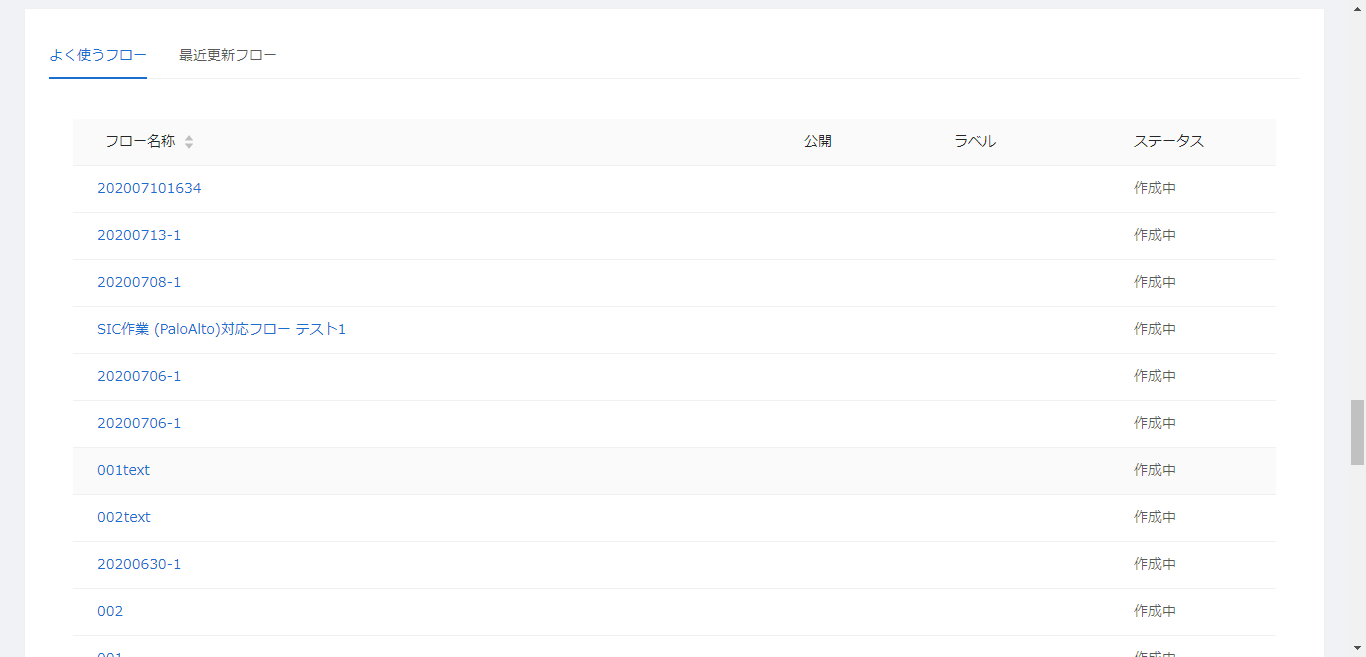 よく使うフロー 最近更新フロー
フロー名称 公開 ラベル ステータス
202007101634 作成中
20200713-1 作成中
20200708-1 作成中
SIC作業 (PaloAlto)対応フロー テスト1 作成中
20200706-1 作成中
20200706-1 作成中
001text 作成中
002text 作成中
20200630-1 作成中
002 作成中
001 作成中